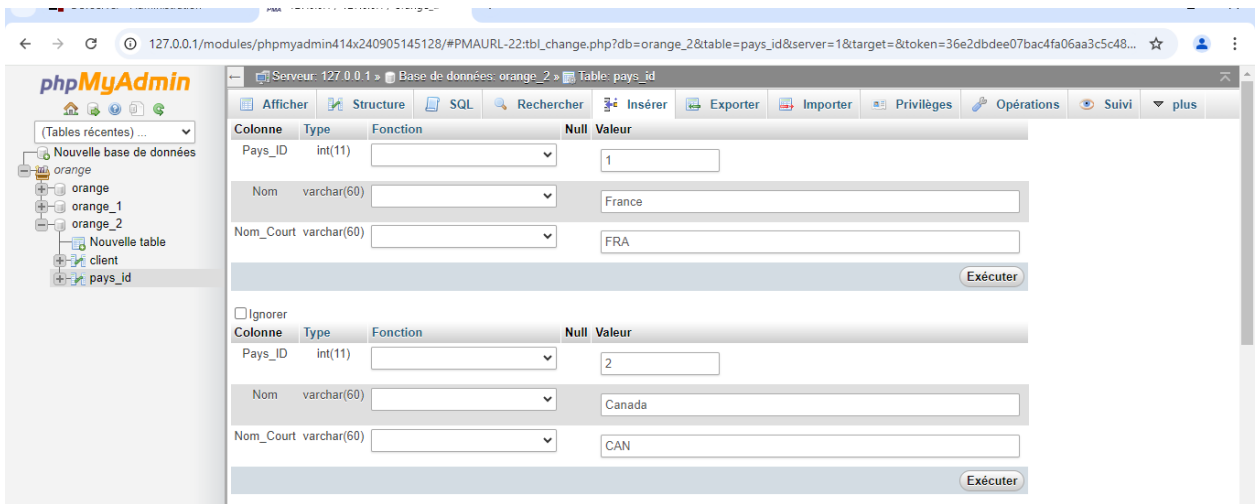 127.0.0.1/modules/phpmyadmin414x240905145128/#PMAURL-22:tbl_change.php?db=orange_2&table=pays_id&server=1&target=&token=36e2dbdee07bac4fa06aa3c5c48...
phpMyAdmin
(Tables récentes) ...
Nouvelle base de données
orange
orange
orange_1
orange_2
Nouvelle table
client
pays_id
Serveur: 127.0.0.1 » Base de données: orange_2 » Table: pays_id
Afficher Structure SQL Rechercher Insérer Exporter Importer Privilèges Opérations Suivi plus
Colonne Type Fonction Null Valeur
Pays_ID int(11) 1
Nom varchar(60) France
Nom_Court varchar(60) FRA
Exécuter
Ignorer
Colonne Type Fonction Null Valeur
Pays_ID int(11) 2
Nom varchar(60) Canada
Nom_Court varchar(60) CAN
Exécuter